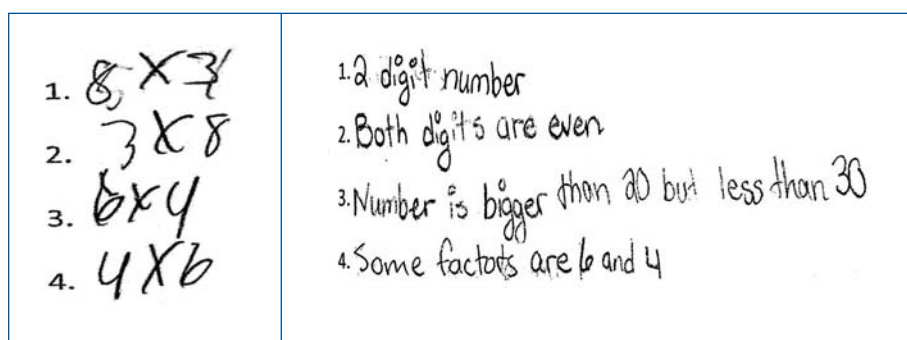 1. 8 X 3
2. 3 X 8
3. 6 X 4
4. 4 X 6
1. 2 digit number
2. Both digits are even
3. Number is bigger than 20 but less than 30
4. Some factors are 6 and 4